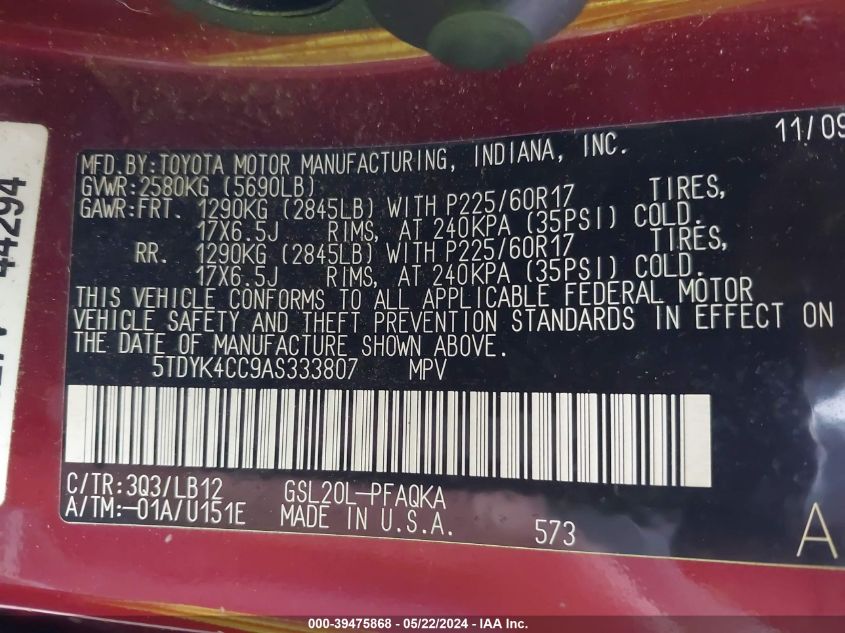 11/09
MFD.BY:TOYOTA MOTOR MANUFACTURING, INDIANA, INC.
GVWR:2580KG (5690LB)
GAWR:FRT. 1290KG (2845LB) WITH P225/60R17 TIRES,
17X6.5J RIMS, AT 240KPA (35PSI) COLD.
RR. 1290KG (2845LB) WITH P225/60R17 TIRES,
17X6.5J RIMS, AT 240KPA (35PSI) COLD.
THIS VEHICLE CONFORMS TO ALL APPLICABLE FEDERAL MOTOR
VEHICLE SAFETY AND THEFT PREVENTION STANDARDS IN EFFECT ON
THE DATE OF MANUFACTURE SHOWN ABOVE.
5TDYK4CC9AS333807 MPV
C/TR:3Q3/LB12 GSL20L-PFAQKA
A/TM:-01A/U151E MADE IN U.S.A. 573
A
44294
000-39475868 - 05/22/2024 - IAA Inc.